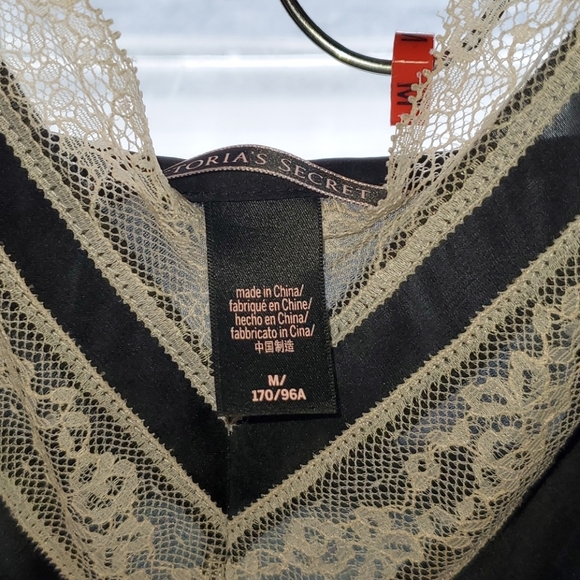 M
TORIA'S SECRET
made in China/
fabriqué en Chine/
hecho en China/
fabbricato in Cina/
中国制造
M/
170/96A